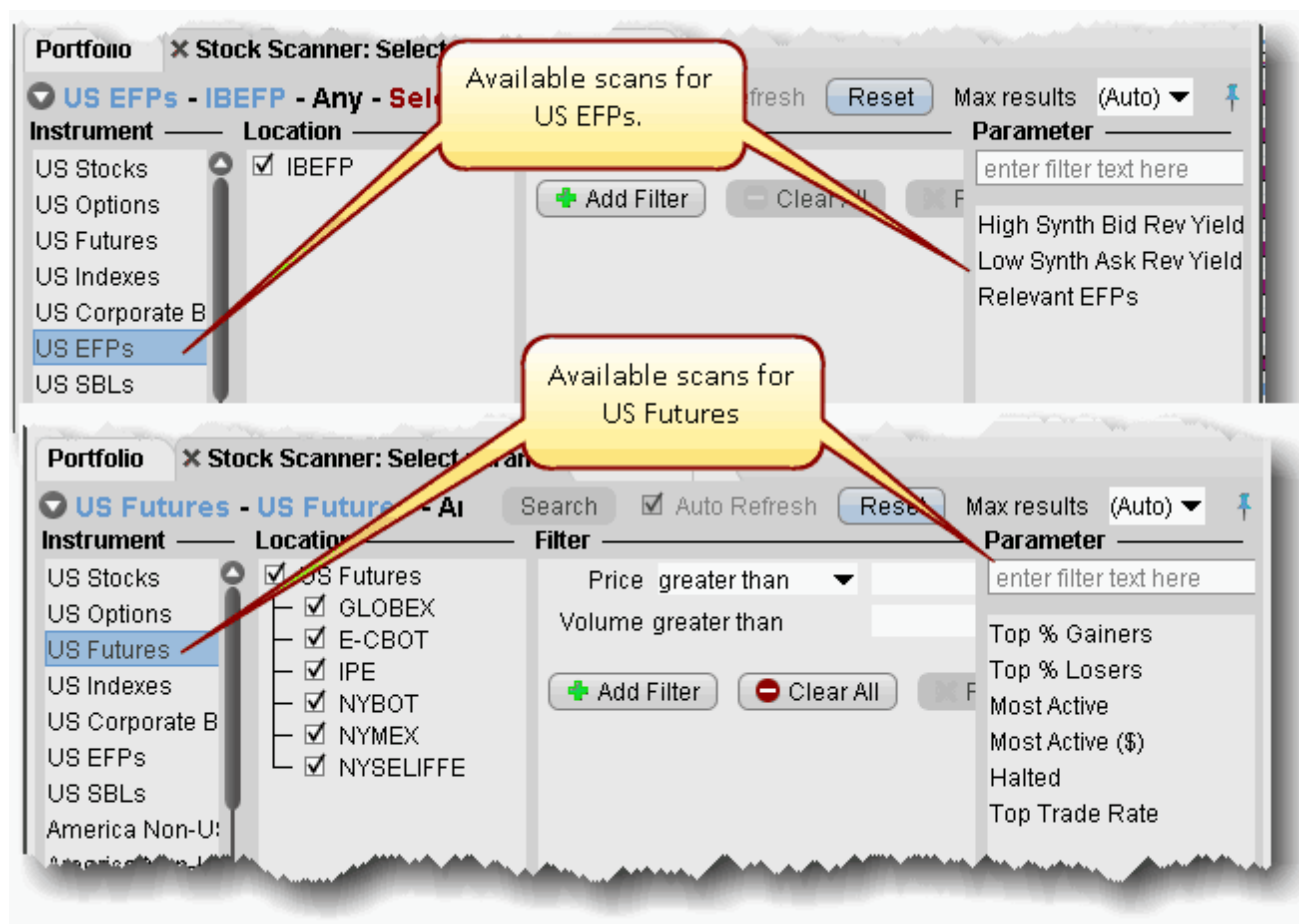 Portfolio ✕ Stock Scanner: Select
Available scans for
US EFPs.
US EFPs - IBEFP - Any - Reset Max results (Auto)
Instrument Location Parameter
US Stocks
US Options
US Futures
US Indexes
US Corporate B
US EFPs
US SBLs
IBEFP
Add Filter Clear All
enter filter text here
High Synth Bid Rev Yield
Low Synth Ask Rev Yield
Relevant EFPs
Available scans for
US Futures
Portfolio ✕ Stock Scanner: Select
US Futures - US Future - Search Auto Refresh Reset Max results (Auto)
Instrument Location Filter Parameter
US Stocks
US Options
US Futures
US Indexes
US Corporate B
US EFPs
US SBLs
America Non-U
US Futures
GLOBEX
E-CBOT
IPE
NYBOT
NYMEX
NYSELIFFE
Price greater than
Volume greater than
Add Filter Clear All
enter filter text here
Top % Gainers
Top % Losers
Most Active
Most Active ($)
Halted
Top Trade Rate